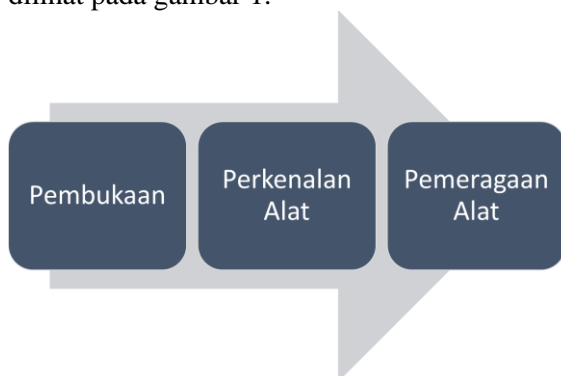 dilihat pada gambar 1.
Pembukaan
Perkenalan
Alat
Pemeragaan
Alat